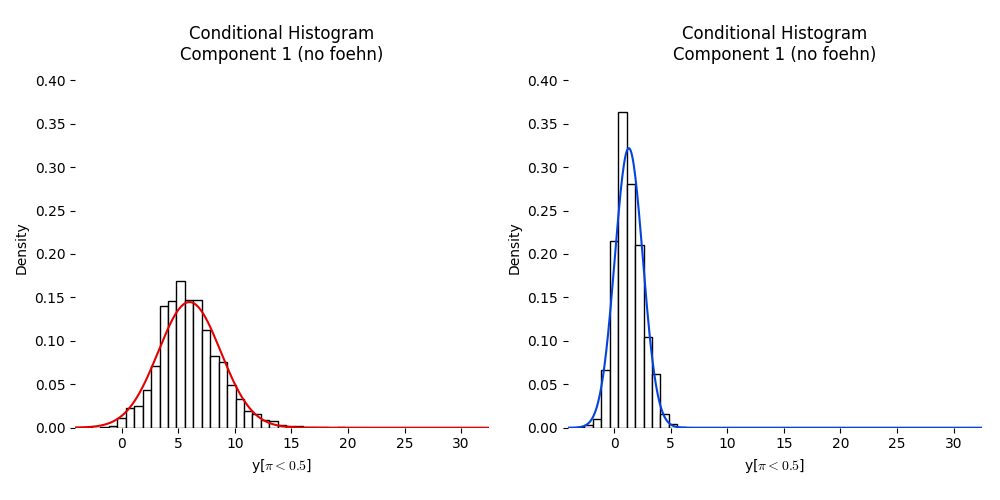 Conditional Histogram
Component 1 (no foehn)
0.40
0.35
0.30
0.25
0.20
0.15
0.10
0.05
0.00
Density
0 5 10 15 20 25 30
y[π < 0.5]
Conditional Histogram
Component 1 (no foehn)
0.40
0.35
0.30
0.25
0.20
0.15
0.10
0.05
0.00
Density
0 5 10 15 20 25 30
y[π < 0.5]